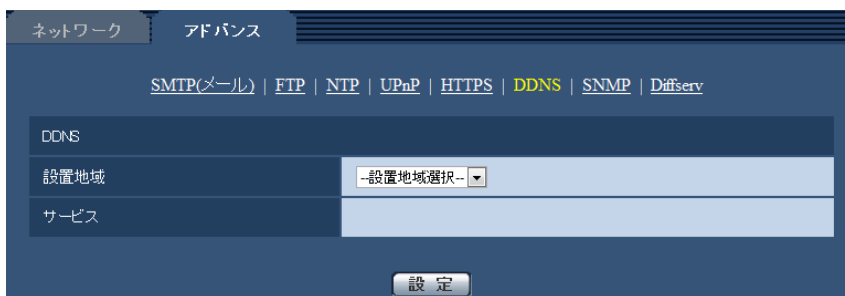 ネットワーク アドバンス
SMTP(メール) | FTP | NTP | UPnP | HTTPS | DDNS | SNMP | Diffserv
DDNS
設置地域 --設置地域選択--
サービス
設 定